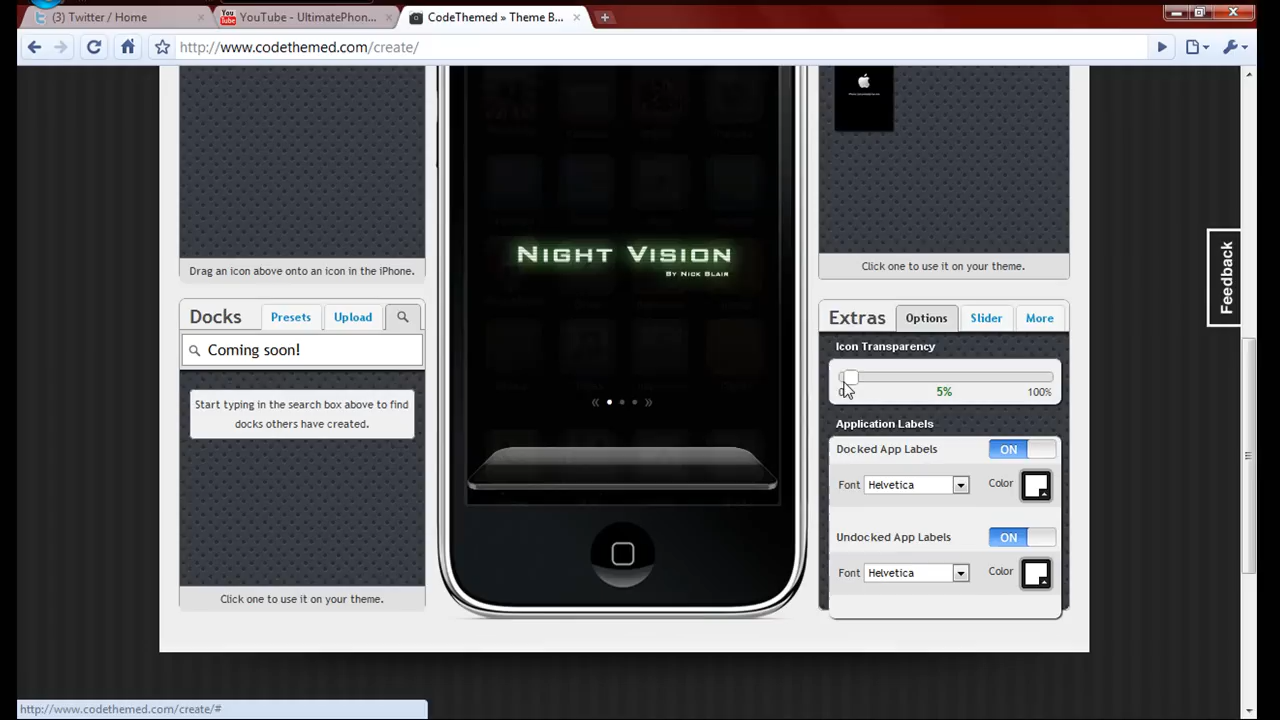 (3) Twitter / Home
YouTube - UltimatePhon...
CodeThemed » Theme B...
http://www.codethemed.com/create/
NIGHT VISION
BY NICK BLAIR
Drag an icon above onto an icon in the iPhone.
Click one to use it on your theme.
Docks
Presets
Upload
Coming soon!
Start typing in the search box above to find
docks others have created.
Click one to use it on your theme.
Extras
Options
Slider
More
Icon Transparency
5%
100%
Application Labels
Docked App Labels
ON
Font
Helvetica
Color
Undocked App Labels
ON
Font
Helvetica
Color
Feedback
http://www.codethemed.com/create/#